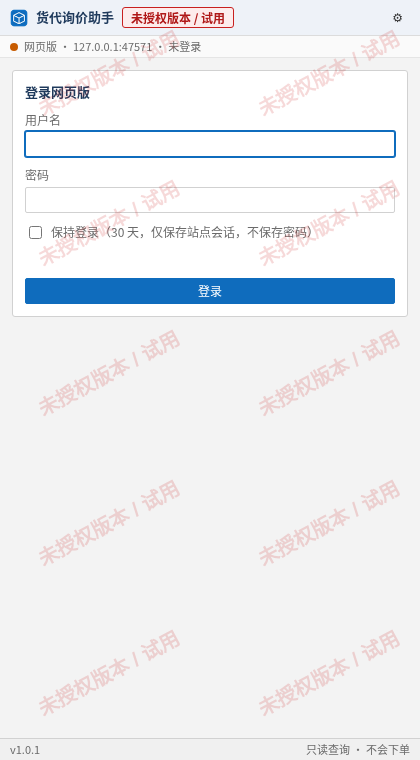 货代询价助手 未授权版本 / 试用 ⚙
网页版 · 127.0.0.1:47571 · 未登录
登录网页版
用户名
密码
保持登录（30 天，仅保存站点会话，不保存密码）
登录
未授权版本 / 试用 未授权版本 / 试用
未授权版本 / 试用 未授权版本 / 试用
未授权版本 / 试用 未授权版本 / 试用
未授权版本 / 试用 未授权版本 / 试用
未授权版本 / 试用 未授权版本 / 试用
v1.0.1 只读查询 · 不会下单